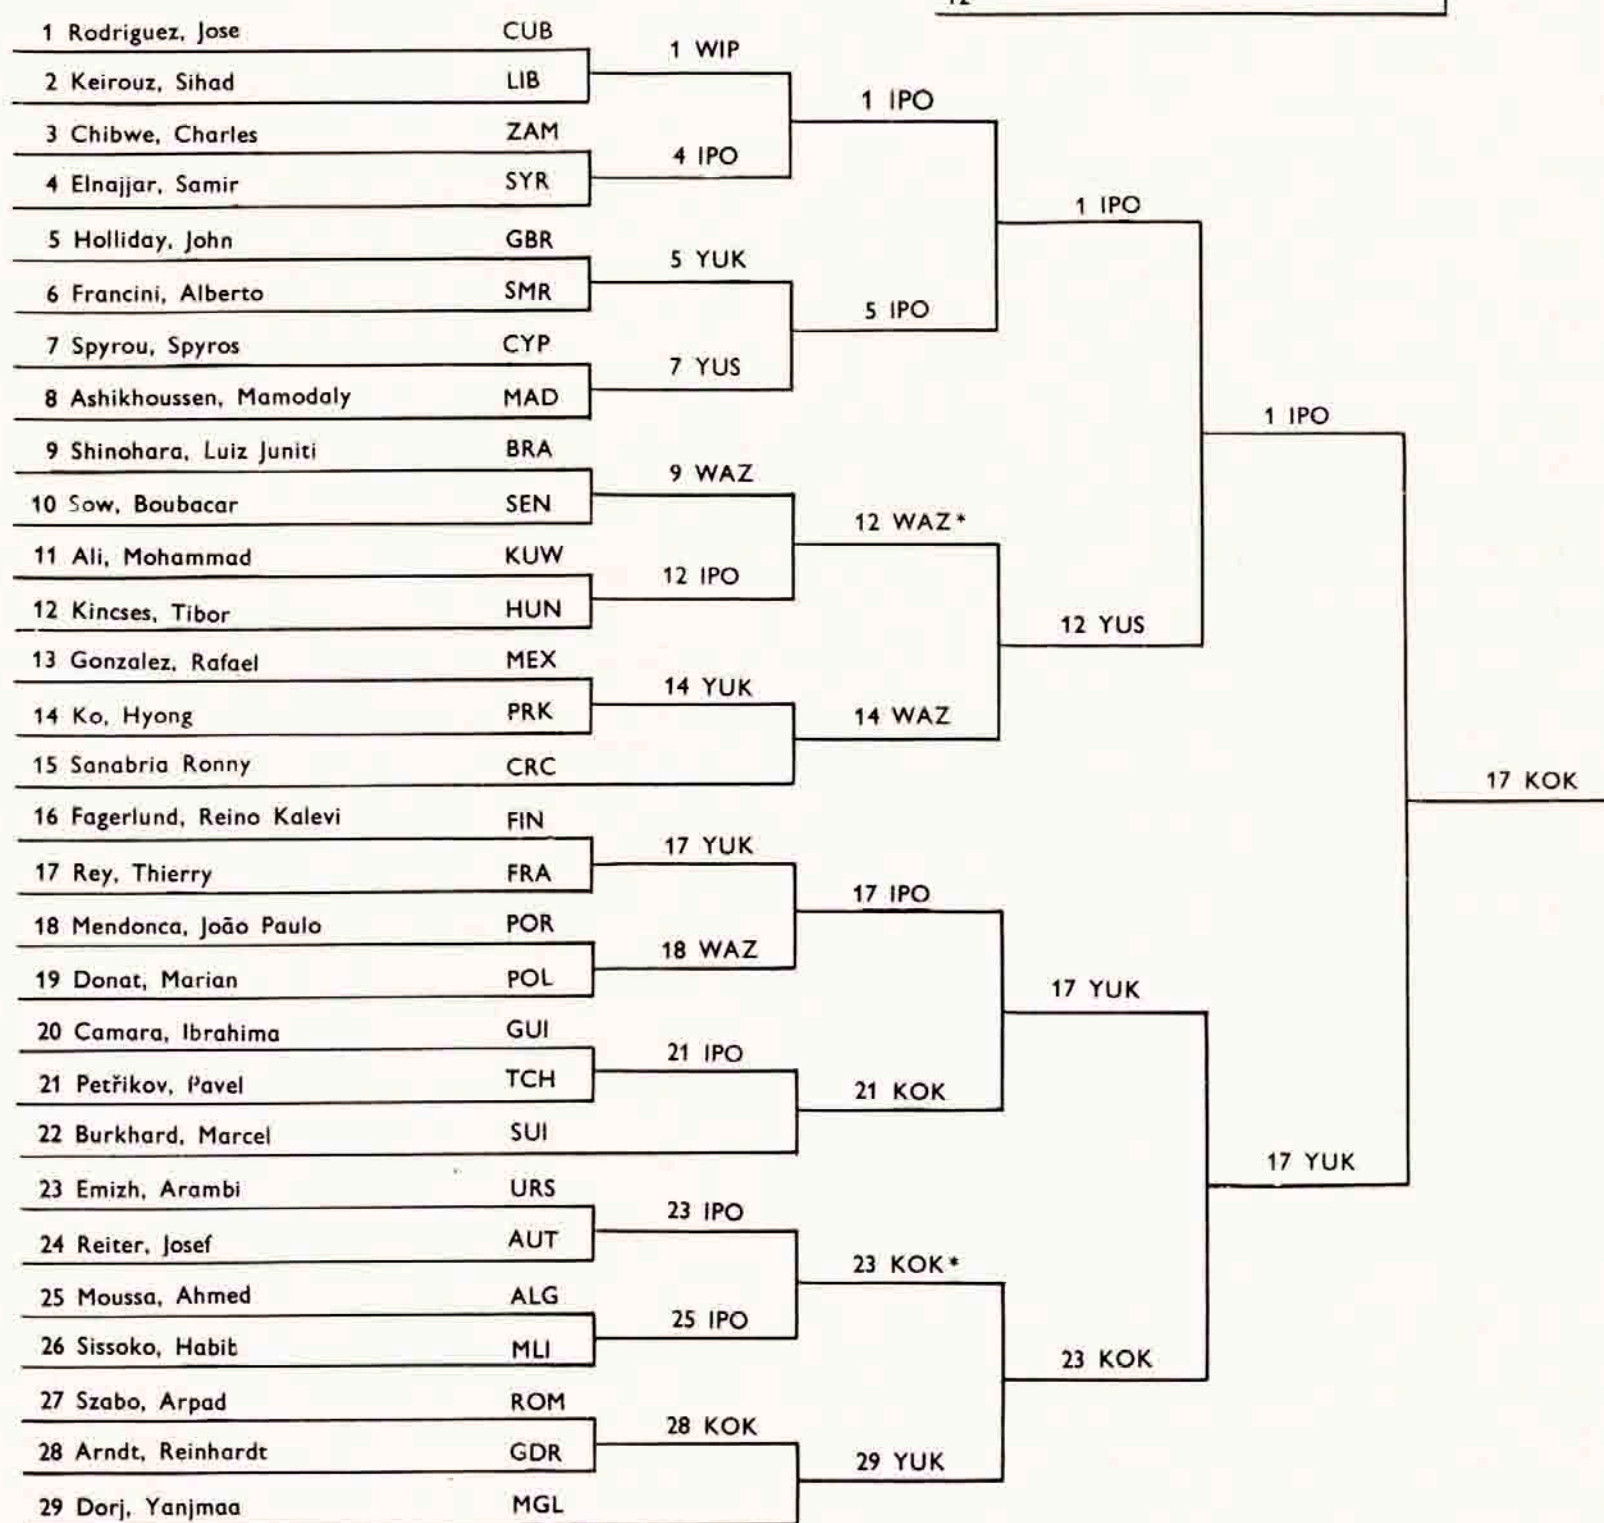 12
1 Rodriguez, Jose CUB
1 WIP
2 Keirouz, Sihad LIB
1 IPO
3 Chibwe, Charles ZAM
4 IPO
4 Elnajjar, Samir SYR
1 IPO
5 Holliday, John GBR
5 YUK
6 Francini, Alberto SMR
5 IPO
7 Spyrou, Spyros CYP
7 YUS
8 Ashikhoussen, Mamodaly MAD
1 IPO
9 Shinohara, Luiz Juniti BRA
9 WAZ
10 Sow, Boubacar SEN
12 WAZ*
11 Ali, Mohammad KUW
12 IPO
12 Kincses, Tibor HUN
12 YUS
13 Gonzalez, Rafael MEX
14 YUK
14 Ko, Hyong PRK
14 WAZ
15 Sanabria Ronny CRC
17 KOK
16 Fagerlund, Reino Kalevi FIN
17 YUK
17 Rey, Thierry FRA
17 IPO
18 Mendonca, João Paulo POR
18 WAZ
19 Donat, Marian POL
17 YUK
20 Camara, Ibrahima GUI
21 IPO
21 Petřikov, Pavel TCH
21 KOK
22 Burkhard, Marcel SUI
17 YUK
23 Emizh, Arambi URS
23 IPO
24 Reiter, Josef AUT
23 KOK*
25 Moussa, Ahmed ALG
25 IPO
26 Sissoko, Habib MLI
23 KOK
27 Szabo, Arpad ROM
28 KOK
28 Arndt, Reinhardt GDR
29 YUK
29 Dorj, Yanjmaa MGL